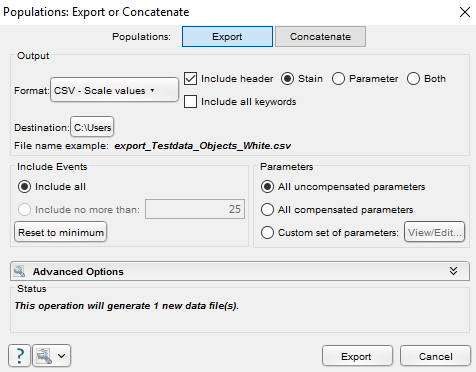 Populations: Export or Concatenate
Populations: Export Concatenate
Output
Format: CSV - Scale values Include header Stain Parameter Both
Include all keywords
Destination: C:\Users
File name example: export_Testdata_Objects_White.csv
Include Events
Include all
Include no more than: 25
Reset to minimum
Parameters
All uncompensated parameters
All compensated parameters
Custom set of parameters: View/Edit...
Advanced Options
Status
This operation will generate 1 new data file(s).
? Export Cancel